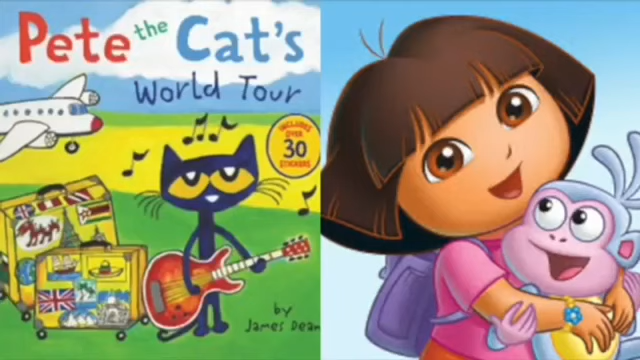 Pete the Cat's
World Tour
INCLUDES
OVER
30
STICKERS
by
James Dean